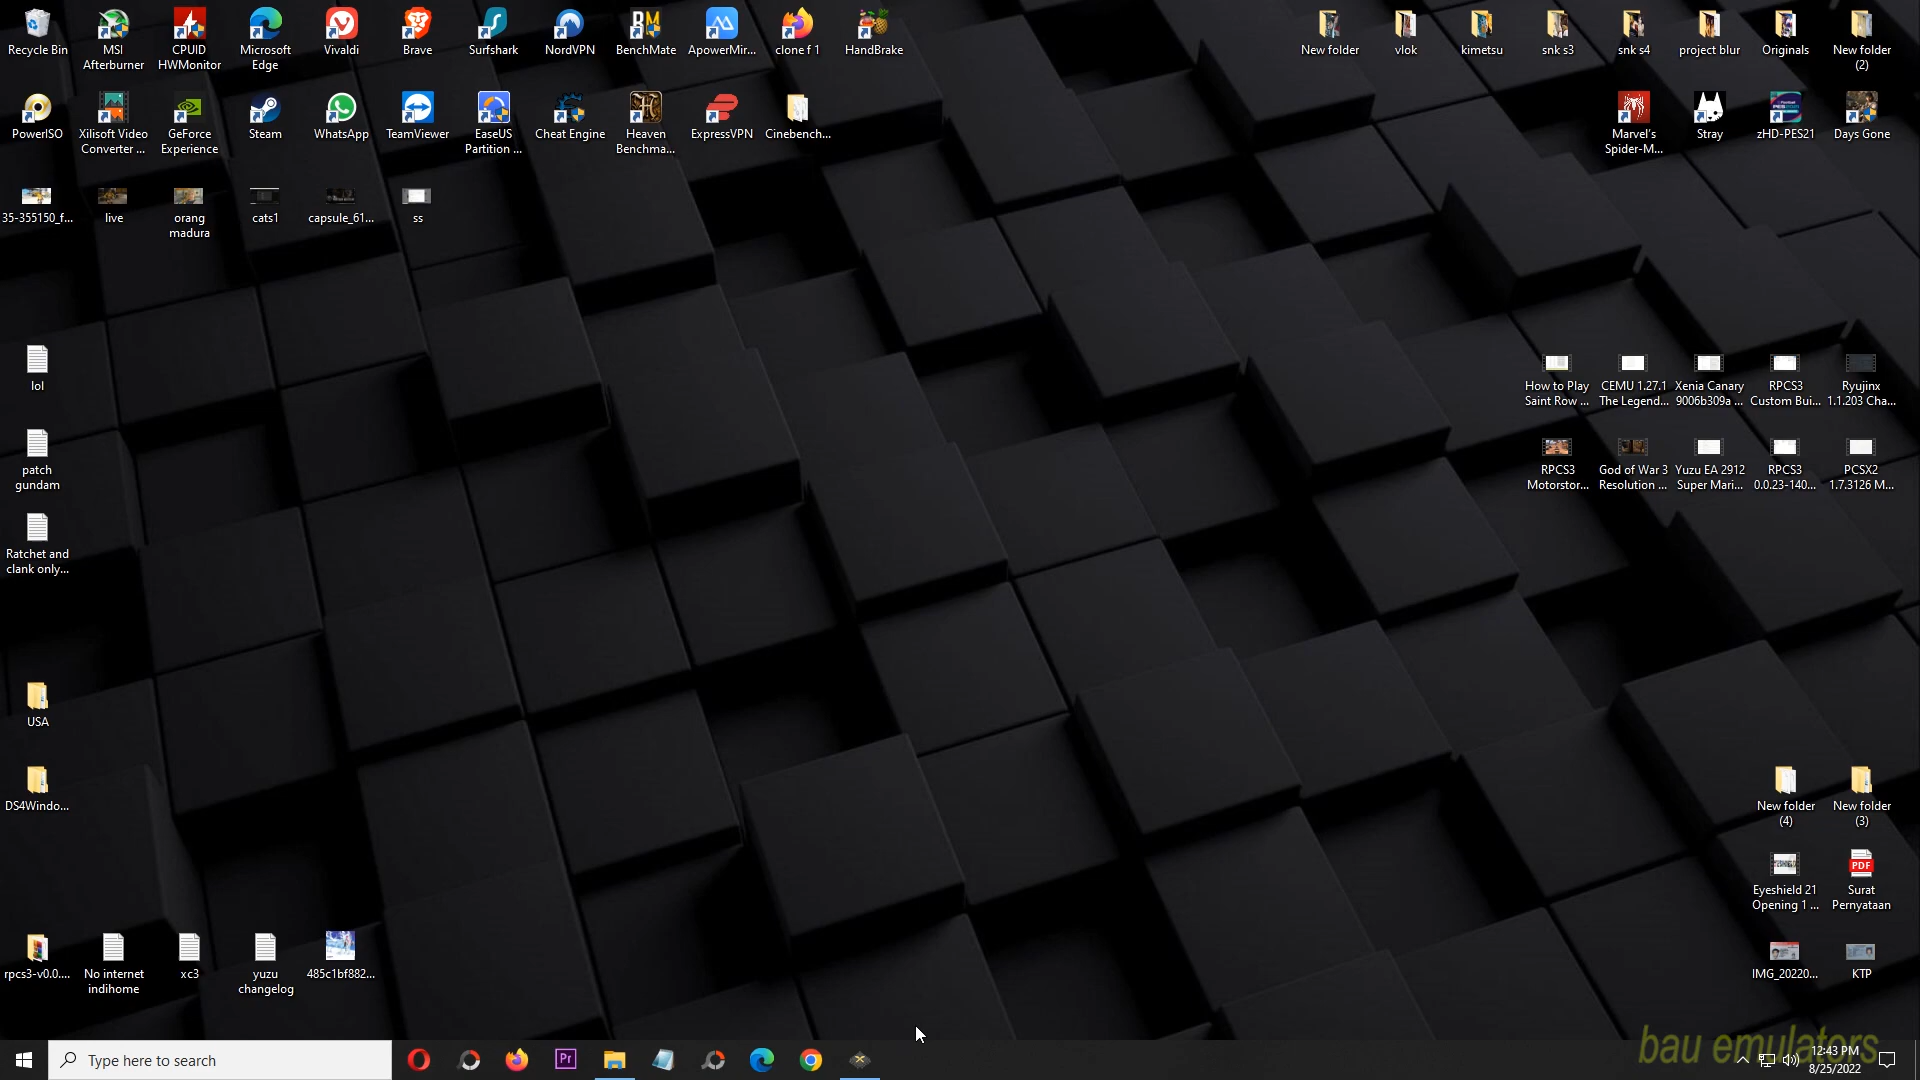 Recycle Bin
MSI
Afterburner
CPUID
HWMonitor
Microsoft
Edge
Vivaldi
Brave
Surfshark
NordVPN
BenchMate
ApowerMir...
clone f 1
HandBrake
New folder
vlok
kimetsu
snk s3
snk s4
project blur
Originals
New folder
(2)
PowerISO
Xilisoft Video
Converter ...
GeForce
Experience
Steam
WhatsApp
TeamViewer
EaseUS
Partition ...
Cheat Engine
Heaven
Benchma...
ExpressVPN
Cinebench...
Marvel's
Spider-M...
Stray
zHD-PES21
Days Gone
35-355150_f...
live
orang
madura
cats1
capsule_61...
ss
lol
How to Play
Saint Row ...
CEMU 1.27.1
The Legend...
Xenia Canary
9006b309a ...
RPCS3
Custom Bui...
Ryujinx
1.1.203 Cha...
patch
gundam
RPCS3
Motorstor...
God of War 3
Resolution ...
Yuzu EA 2912
Super Mari...
RPCS3
0.0.23-140...
PCSX2
1.7.3126 M...
Ratchet and
clank only...
USA
DS4Windo...
New folder
(4)
New folder
(3)
Eyeshield 21
Opening 1 ...
PDF
Surat
Pernyataan
rpcs3-v0.0....
No internet
indihome
xc3
yuzu
changelog
485c1bf882...
IMG_20220...
KTP
bau emulators
Type here to search
Pr
12:43 PM
8/25/2022